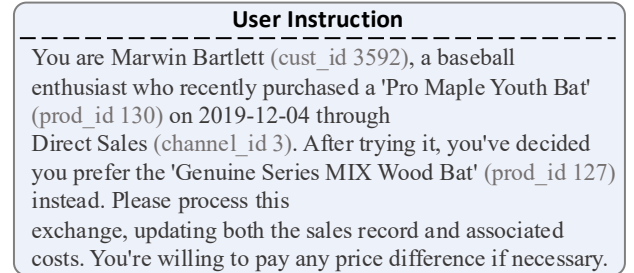 User Instruction
You are Marwin Bartlett (cust_id 3592), a baseball
enthusiast who recently purchased a 'Pro Maple Youth Bat'
(prod_id 130) on 2019-12-04 through
Direct Sales (channel_id 3). After trying it, you've decided
you prefer the 'Genuine Series MIX Wood Bat' (prod_id 127)
instead. Please process this
exchange, updating both the sales record and associated
costs. You're willing to pay any price difference if necessary.